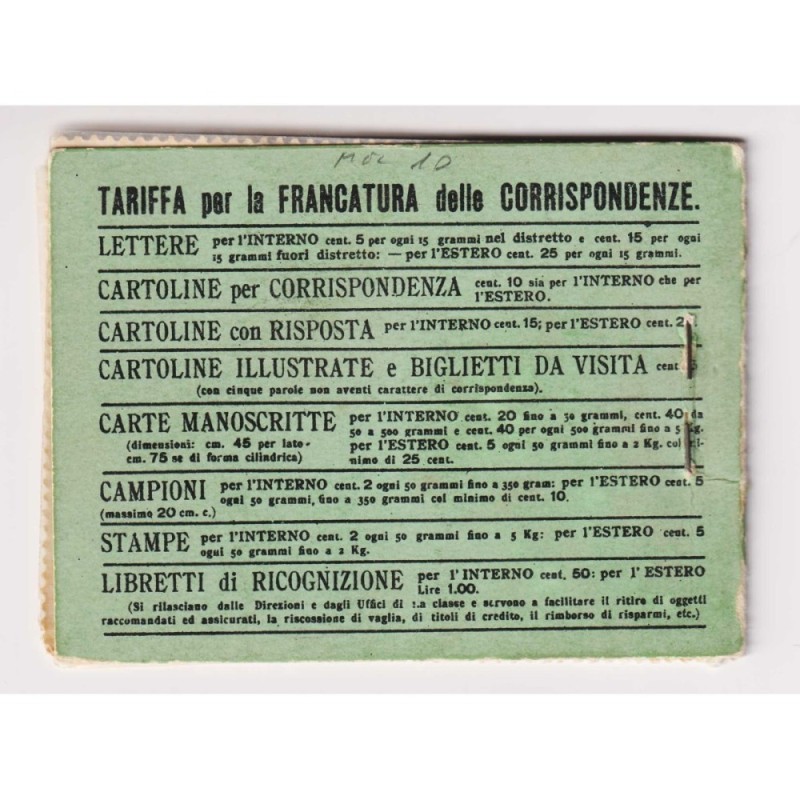 TARIFFA per la FRANCATURA delle CORRISPONDENZE.
LETTERE per l'INTERNO cent. 5 per ogni 15 grammi nel distretto e cent. 15 per ogni
15 grammi fuori distretto: — per l'ESTERO cent. 25 per ogni 15 grammi.
CARTOLINE per CORRISPONDENZA cent. 10 sia per l'INTERNO che per
l'ESTERO.
CARTOLINE con RISPOSTA per l'INTERNO cent. 15; per l'ESTERO cent. 2
CARTOLINE ILLUSTRATE e BIGLIETTI DA VISITA cent 5
(con cinque parole non aventi carattere di corrispondenza).
CARTE MANOSCRITTE per l'INTERNO cent. 20 fino a 50 grammi, cent. 40 da
50 a 500 grammi e cent. 40 per ogni 500 grammi fino a 5 Kg.
(dimensioni: cm. 45 per lato - per l'ESTERO cent. 5 ogni 50 grammi fino a 2 Kg. col mi-
cm. 75 se di forma cilindrica) nimo di 25 cent.
CAMPIONI per l'INTERNO cent. 2 ogni 50 grammi fino a 350 gram: per l'ESTERO cent. 5
ogni 50 grammi, fino a 350 grammi col minimo di cent. 10.
(massimo 20 cm. c.)
STAMPE per l'INTERNO cent. 2 ogni 50 grammi fino a 5 Kg: per l'ESTERO cent. 5
ogni 50 grammi fino a 2 Kg.
LIBRETTI di RICOGNIZIONE per l'INTERNO cent. 50: per l'ESTERO
Lire 1.00.
(Si rilasciano dalle Direzioni e dagli Uffici di 1.a classe e servono a facilitare il ritiro di oggetti
raccomandati ed assicurati, la riscossione di vaglia, di titoli di credito, il rimborso di risparmi, etc.)